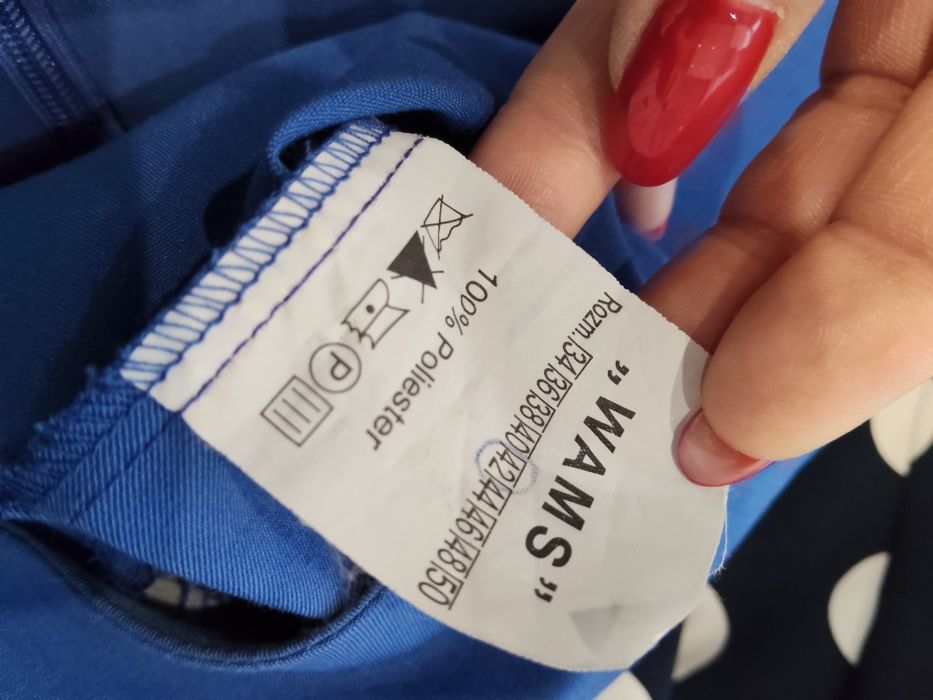 „WAMS”
Rozm. 34 36 38 40 42 44 46 48 50
100% Poliester
P